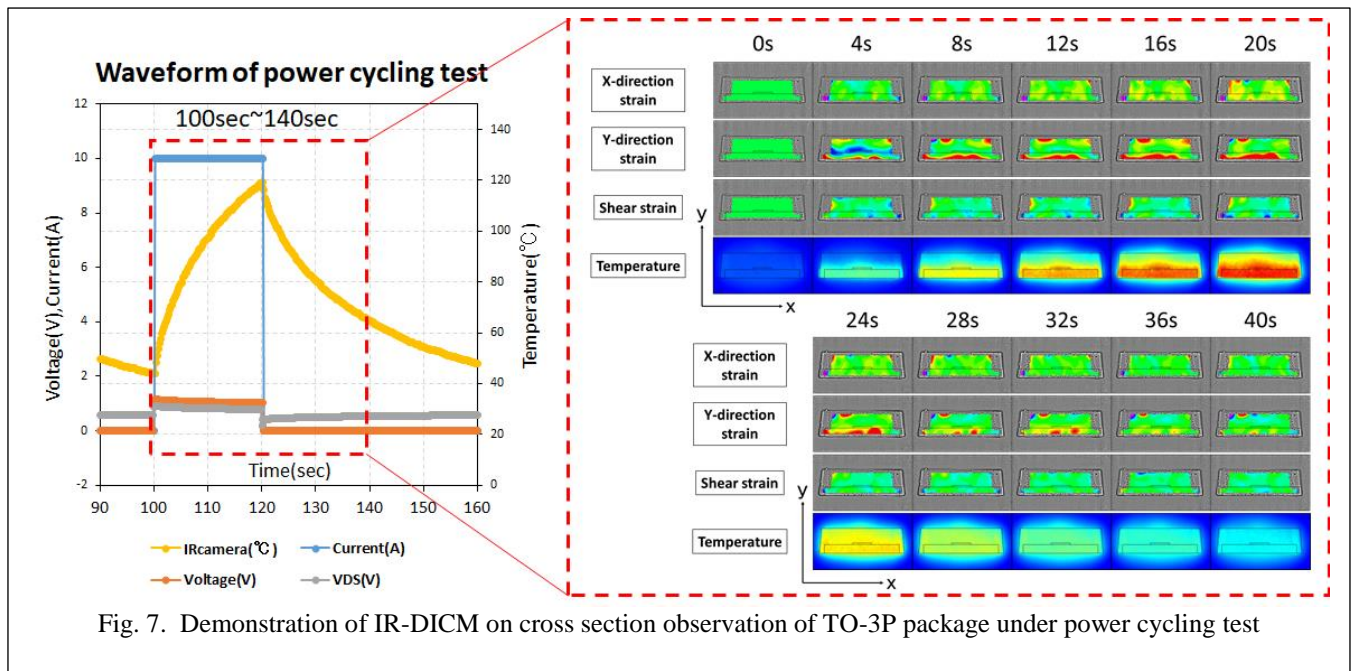 Waveform of power cycling test
100sec~140sec
12
10
8
6
4
2
0
-2
Voltage(V),Current(A)
140
120
100
80
60
40
20
0
Temperature(℃)
90 100 110 120 130 140 150 160
Time(sec)
IRcamera(℃) Current(A)
Voltage(V) VDS(V)
0s 4s 8s 12s 16s 20s
X-direction
strain
Y-direction
strain
Shear strain
Temperature
y
x
24s 28s 32s 36s 40s
X-direction
strain
Y-direction
strain
Shear strain
Temperature
y
x
Fig. 7. Demonstration of IR-DICM on cross section observation of TO-3P package under power cycling test